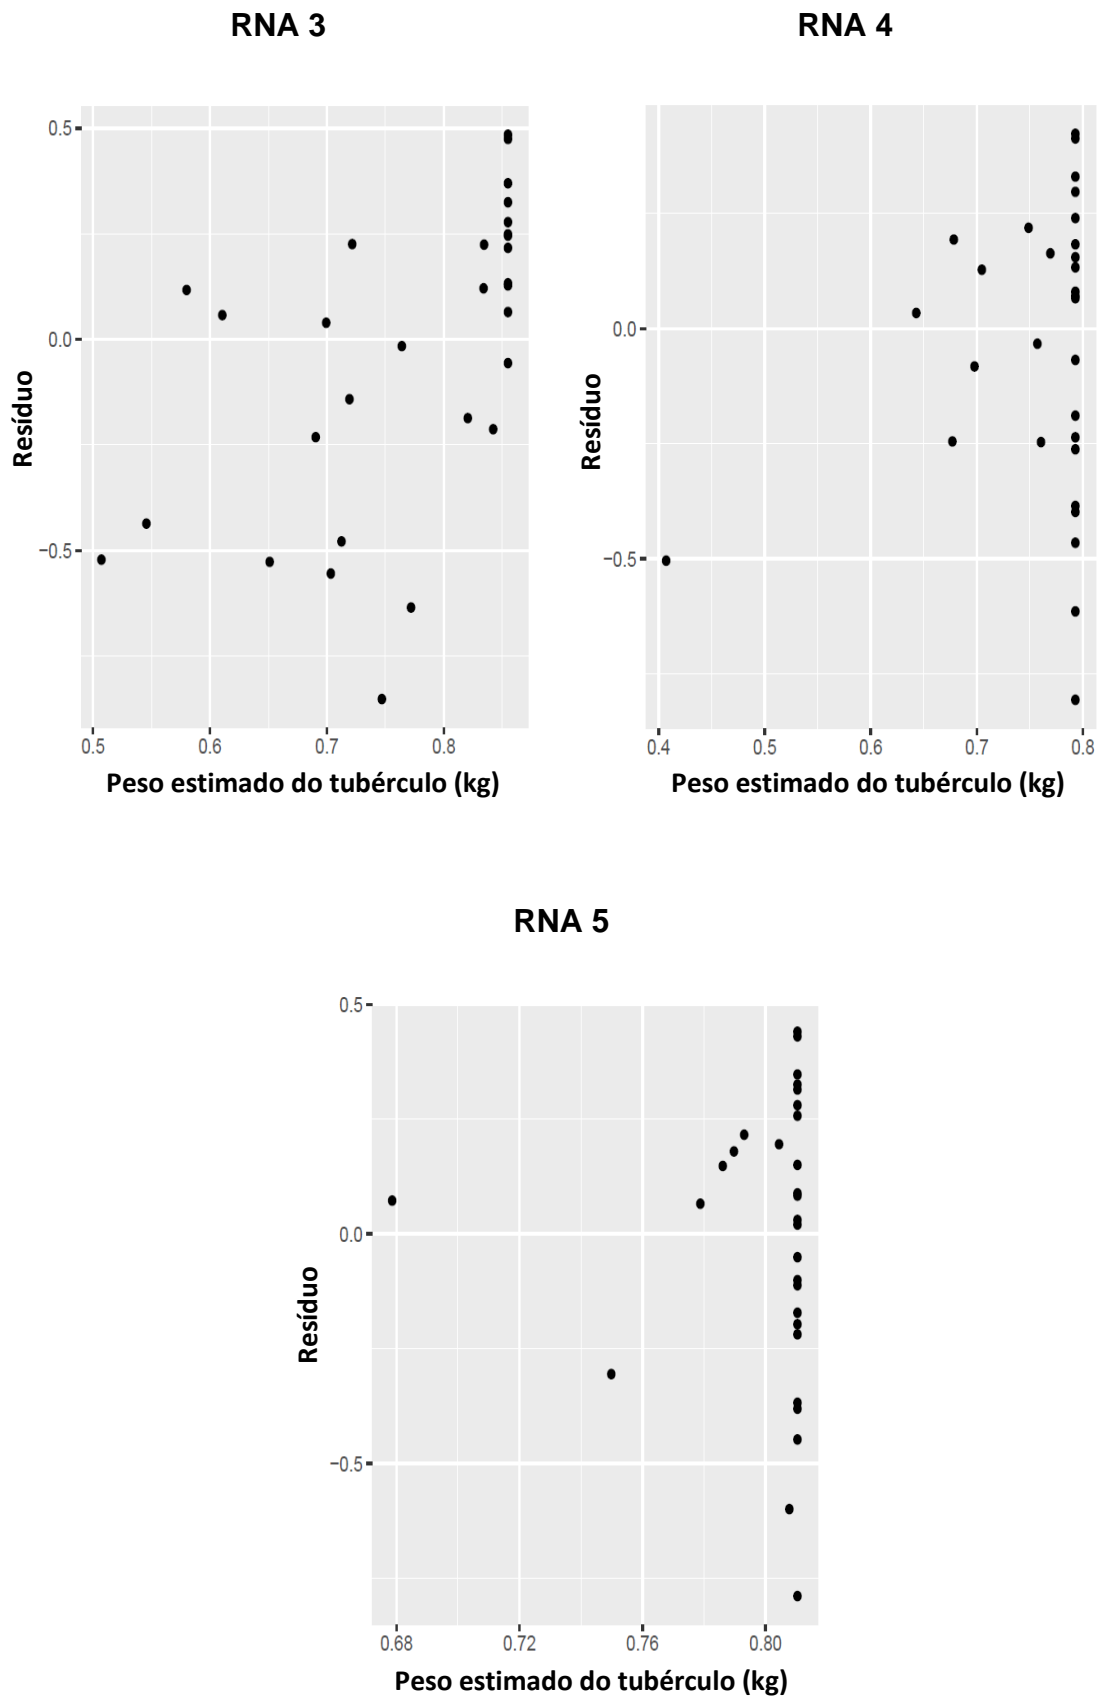 RNA 3
RNA 4
0.5
0.0
−0.5
Resíduo
0.5 0.6 0.7 0.8
Peso estimado do tubérculo (kg)
0.0
−0.5
Resíduo
0.4 0.5 0.6 0.7 0.8
Peso estimado do tubérculo (kg)
RNA 5
0.5
0.0
−0.5
Resíduo
0.68 0.72 0.76 0.80
Peso estimado do tubérculo (kg)